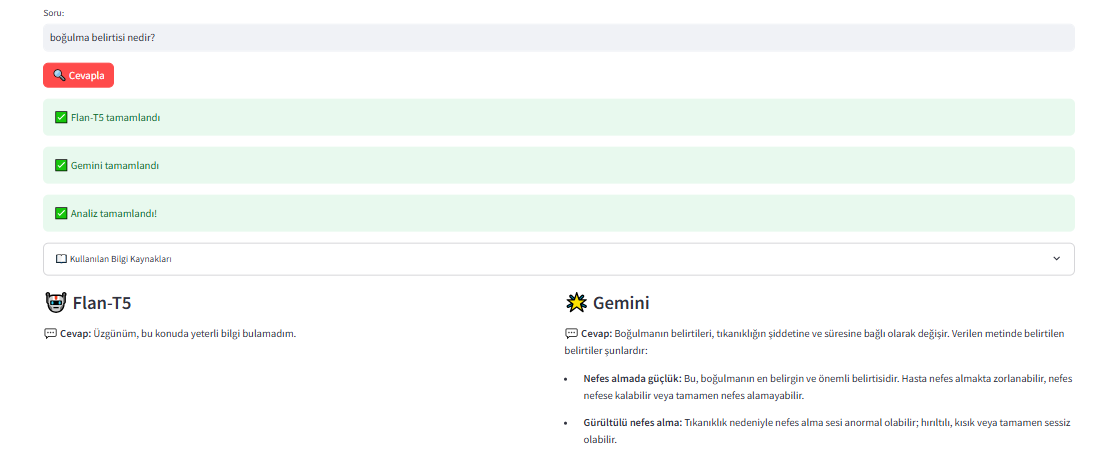 Soru:
boğulma belirtisi nedir?
Cevapla
Flan-T5 tamamlandı
Gemini tamamlandı
Analiz tamamlandı!
Kullanılan Bilgi Kaynakları
Flan-T5
Cevap: Üzgünüm, bu konuda yeterli bilgi bulamadım.
Gemini
Cevap: Boğulmanın belirtileri, tıkanıklığın şiddetine ve süresine bağlı olarak değişir. Verilen metinde belirtilen
belirtiler şunlardır:
• Nefes almada güçlük: Bu, boğulmanın en belirgin ve önemli belirtisidir. Hasta nefes almakta zorlanabilir, nefes
nefese kalabilir veya tamamen nefes alamayabilir.
• Gürültülü nefes alma: Tıkanıklık nedeniyle nefes alma sesi anormal olabilir; hırıltılı, kısık veya tamamen sessiz
olabilir.